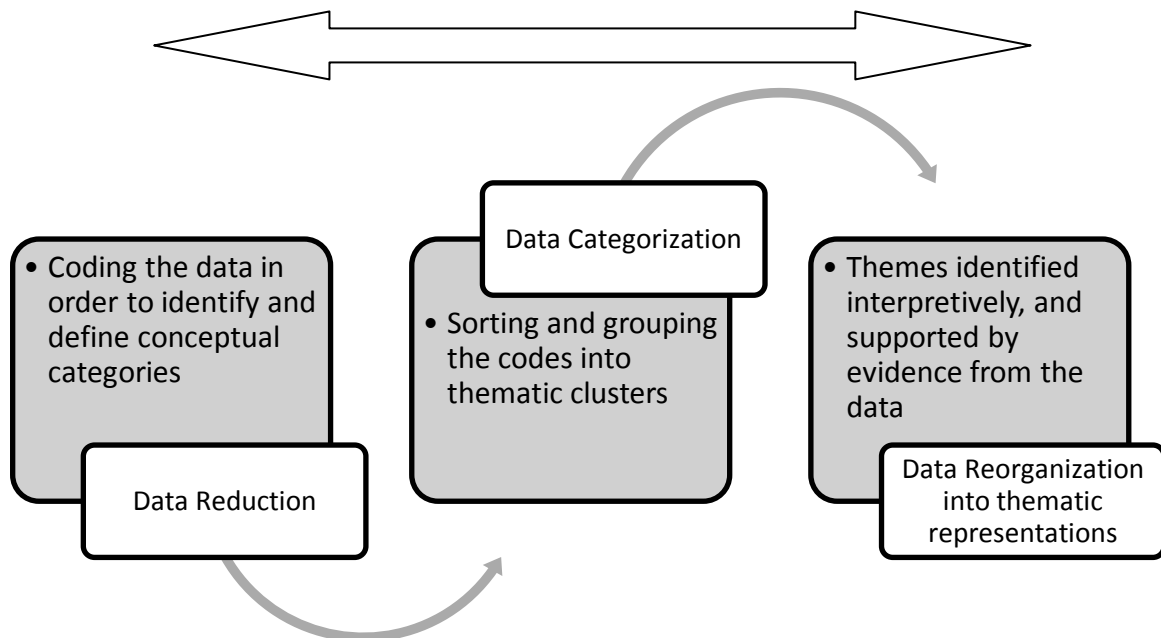 • Coding the data in
order to identify and
define conceptual
categories
Data Reduction
Data Categorization
• Sorting and grouping
the codes into
thematic clusters
• Themes identified
interpretively, and
supported by
evidence from the
data
Data Reorganization
into thematic
representations